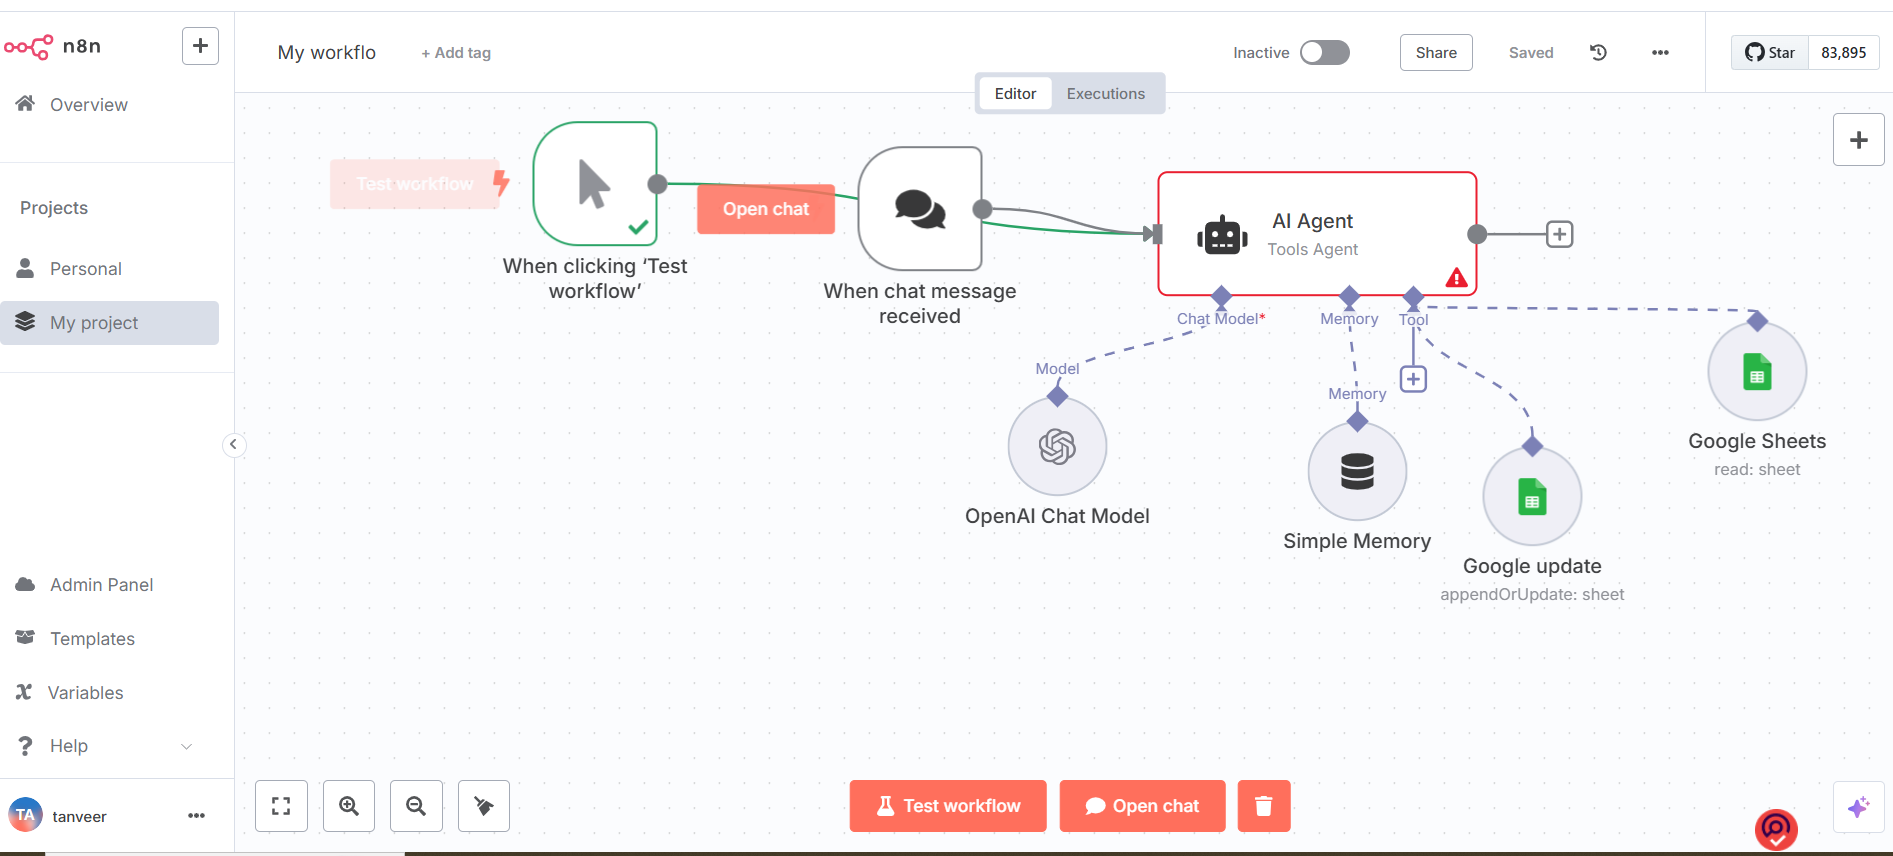 n8n
My workflo
+ Add tag
Inactive
Share
Saved
Star
83,895
Editor
Executions
Overview
Projects
Personal
My project
Admin Panel
Templates
Variables
Help
TA
tanveer
Test workflow
When clicking ‘Test
workflow’
Open chat
When chat message
received
AI Agent
Tools Agent
Chat Model*
Memory
Tool
Model
Memory
OpenAI Chat Model
Simple Memory
Google update
appendOrUpdate: sheet
Google Sheets
read: sheet
Test workflow
Open chat